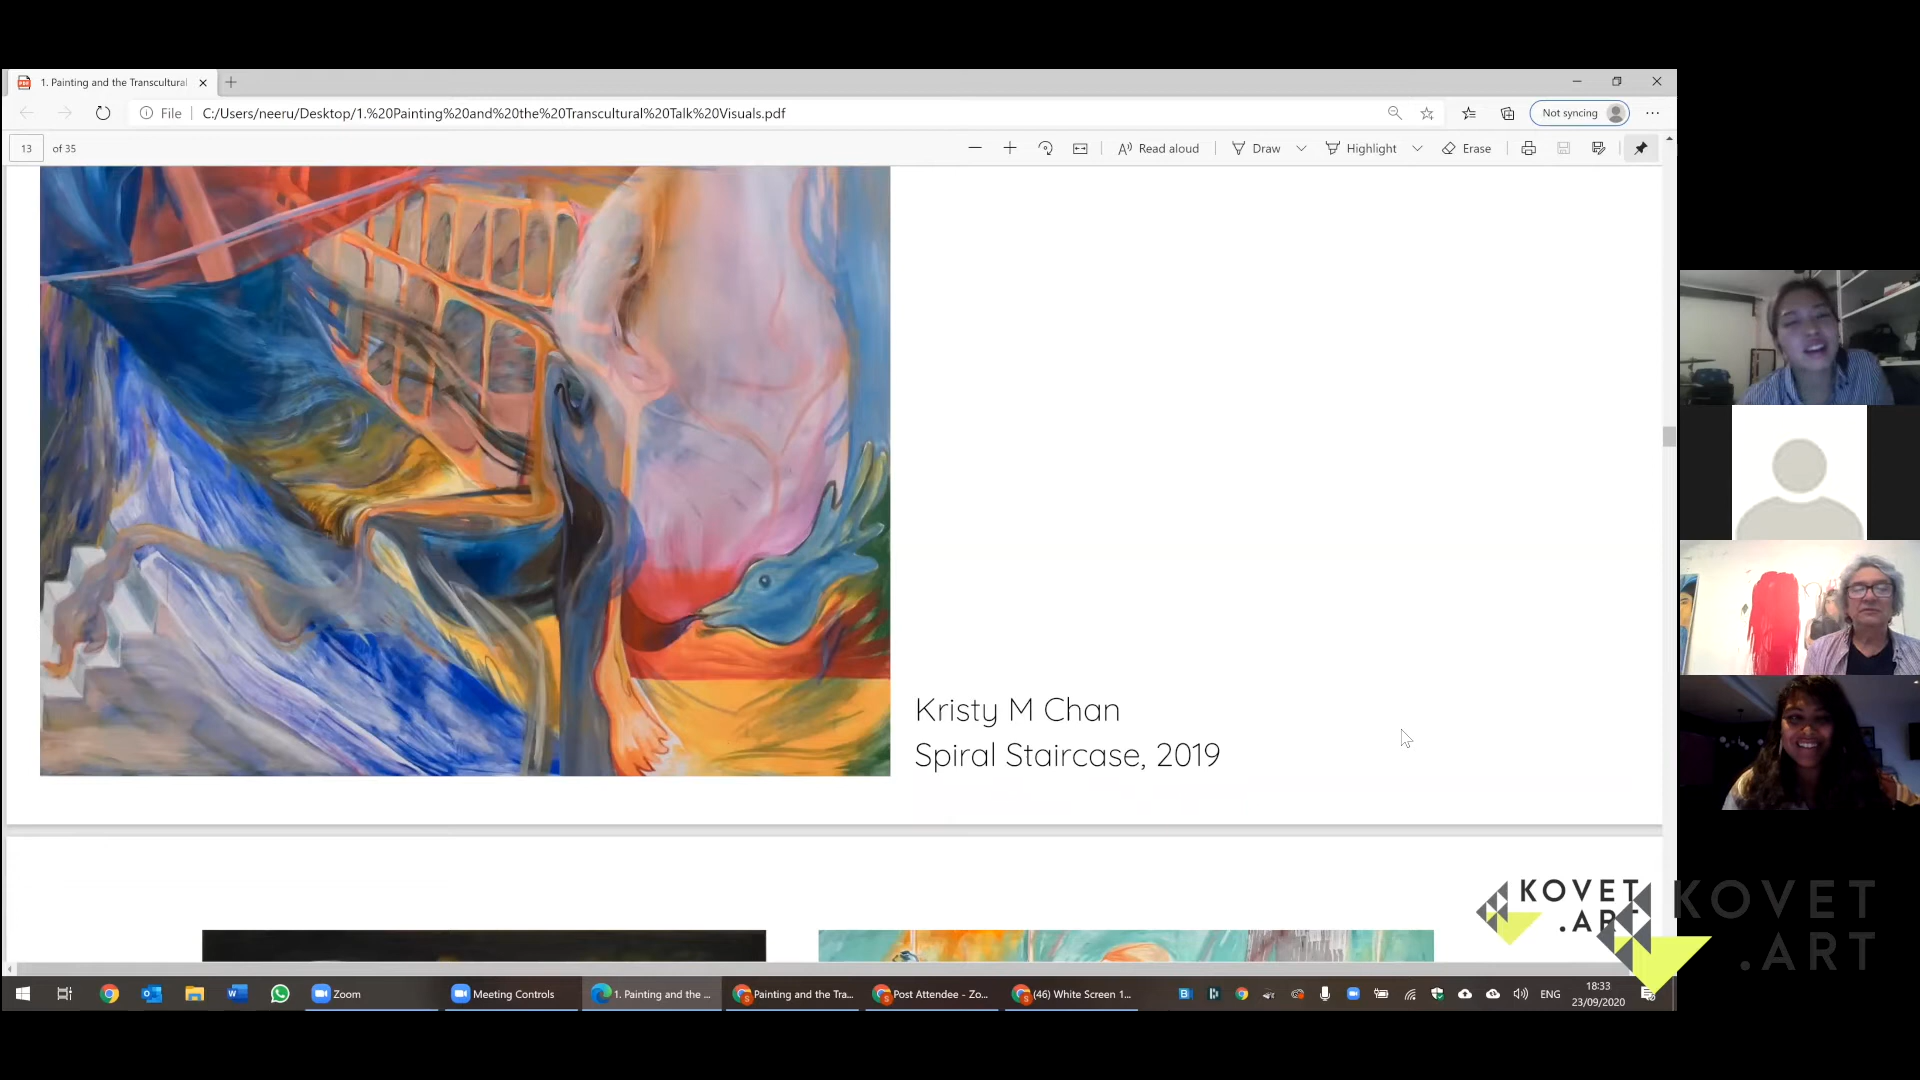 1. Painting and the Transcultural
File
C:/Users/neeru/Desktop/1.%20Painting%20and%20the%20Transcultural%20Talk%20Visuals.pdf
Not syncing
13 of 35
Read aloud
Draw
Highlight
Erase
Kristy M Chan
Spiral Staircase, 2019
KOVET
.ART
KOVET
.ART
Zoom
Meeting Controls
1. Painting and the ...
Painting and the Tra...
Post Attendee - Zo...
(46) White Screen 1...
ENG
18:33
23/09/2020